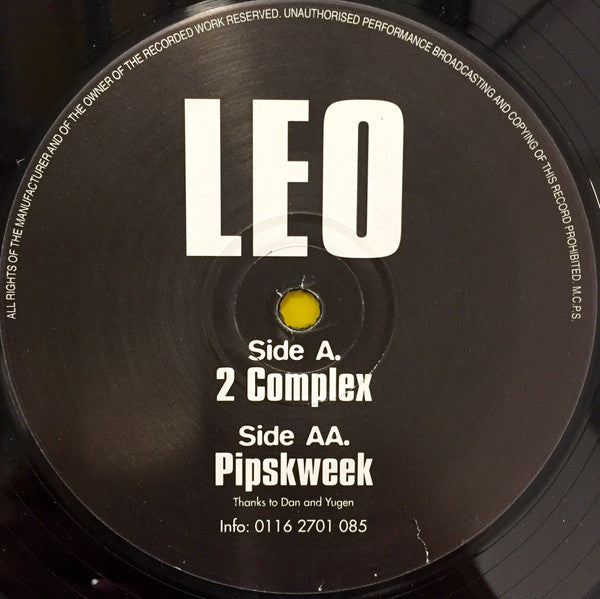 ALL RIGHTS OF THE MANUFACTURER AND OF THE OWNER OF THE RECORDED WORK RESERVED. UNAUTHORISED PERFORMANCE BROADCASTING AND COPYING OF THIS RECORD PROHIBITED. M.C.P.S.
LEO
Side A.
2 Complex
Side AA.
Pipskweek
Thanks to Dan and Yugen
Info: 0116 2701 085